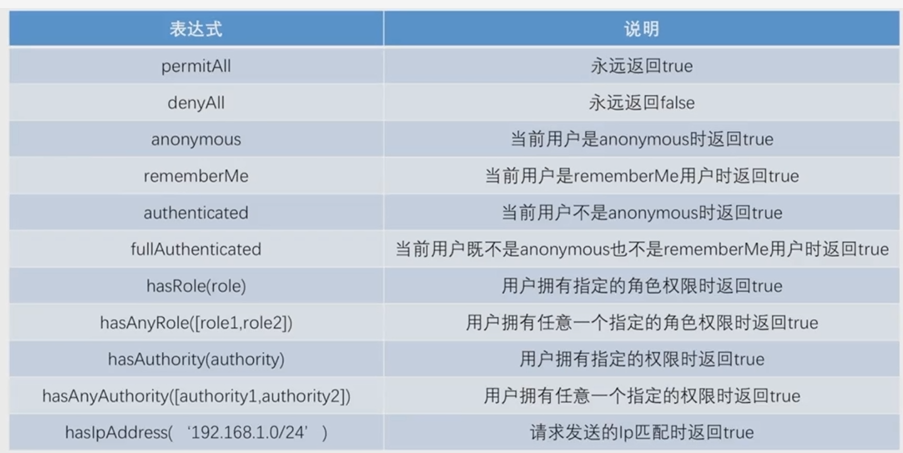 表达式 说明
permitAll 永远返回true
denyAll 永远返回false
anonymous 当前用户是anonymous时返回true
rememberMe 当前用户是rememberMe用户时返回true
authenticated 当前用户不是anonymous时返回true
fullAuthenticated 当前用户既不是anonymous也不是rememberMe用户时返回true
hasRole(role) 用户拥有指定的角色权限时返回true
hasAnyRole([role1,role2]) 用户拥有任意一个指定的角色权限时返回true
hasAuthority(authority) 用户拥有指定的权限时返回true
hasAnyAuthority([authority1,authority2]) 用户拥有任意一个指定的权限时返回true
hasIpAddress( ‘192.168.1.0/24’ ) 请求发送的Ip匹配时返回true